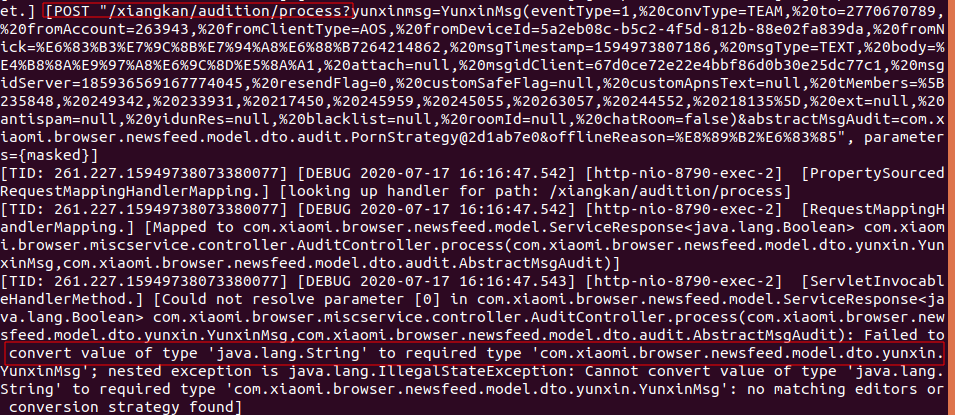 et.] [POST "/xiangkan/audition/process?yunxinmsg=YunxinMsg(eventType=1,%20convType=TEAM,%20to=2770670789,
%20fromAccount=263943,%20fromClientType=AOS,%20fromDeviceId=5a2eb08c-b5c2-4f5d-812b-88e02fa839da,%20fromN
ick=%E6%83%B3%E7%9C%8B%E7%94%A8%E6%88%B7264214862,%20msgTimestamp=1594973807186,%20msgType=TEXT,%20body=%
E4%B8%8A%E9%97%A8%E6%9C%8D%E5%8A%A1,%20attach=null,%20msgidClient=67d0ce72e22e4bbf86d0b30e25dc77c1,%20msg
idServer=185936569167774045,%20resendFlag=0,%20customSafeFlag=null,%20customApnsText=null,%20tMembers=%5B
235848,%20249342,%20233931,%20217450,%20245959,%20245055,%20263057,%20244552,%20218135%5D,%20ext=null,%20
antispam=null,%20yidunRes=null,%20blacklist=null,%20roomId=null,%20chatRoom=false)&abstractMsgAudit=com.x
iaomi.browser.newsfeed.model.dto.audit.PornStrategy@2d1ab7e0&offlineReason=%E8%89%B2%E6%83%85", parameter
s={masked}]
[TID: 261.227.15949738073380077] [DEBUG 2020-07-17 16:16:47.542] [http-nio-8790-exec-2]  [PropertySourced
RequestMappingHandlerMapping.] [looking up handler for path: /xiangkan/audition/process]
[TID: 261.227.15949738073380077] [DEBUG 2020-07-17 16:16:47.542] [http-nio-8790-exec-2]  [RequestMappingH
andlerMapping.] [Mapped to com.xiaomi.browser.newsfeed.model.ServiceResponse<java.lang.Boolean> com.xiaom
i.browser.miscservice.controller.AuditController.process(com.xiaomi.browser.newsfeed.model.dto.yunxin.Yun
xinMsg,com.xiaomi.browser.newsfeed.model.dto.audit.AbstractMsgAudit)]
[TID: 261.227.15949738073380077] [DEBUG 2020-07-17 16:16:47.543] [http-nio-8790-exec-2]  [ServletInvocabl
eHandlerMethod.] [Could not resolve parameter [0] in com.xiaomi.browser.newsfeed.model.ServiceResponse<ja
va.lang.Boolean> com.xiaomi.browser.miscservice.controller.AuditController.process(com.xiaomi.browser.new
sfeed.model.dto.yunxin.YunxinMsg,com.xiaomi.browser.newsfeed.model.dto.audit.AbstractMsgAudit): Failed to
 convert value of type 'java.lang.String' to required type 'com.xiaomi.browser.newsfeed.model.dto.yunxin.
YunxinMsg'; nested exception is java.lang.IllegalStateException: Cannot convert value of type 'java.lang.
String' to required type 'com.xiaomi.browser.newsfeed.model.dto.yunxin.YunxinMsg': no matching editors or
 conversion strategy found]